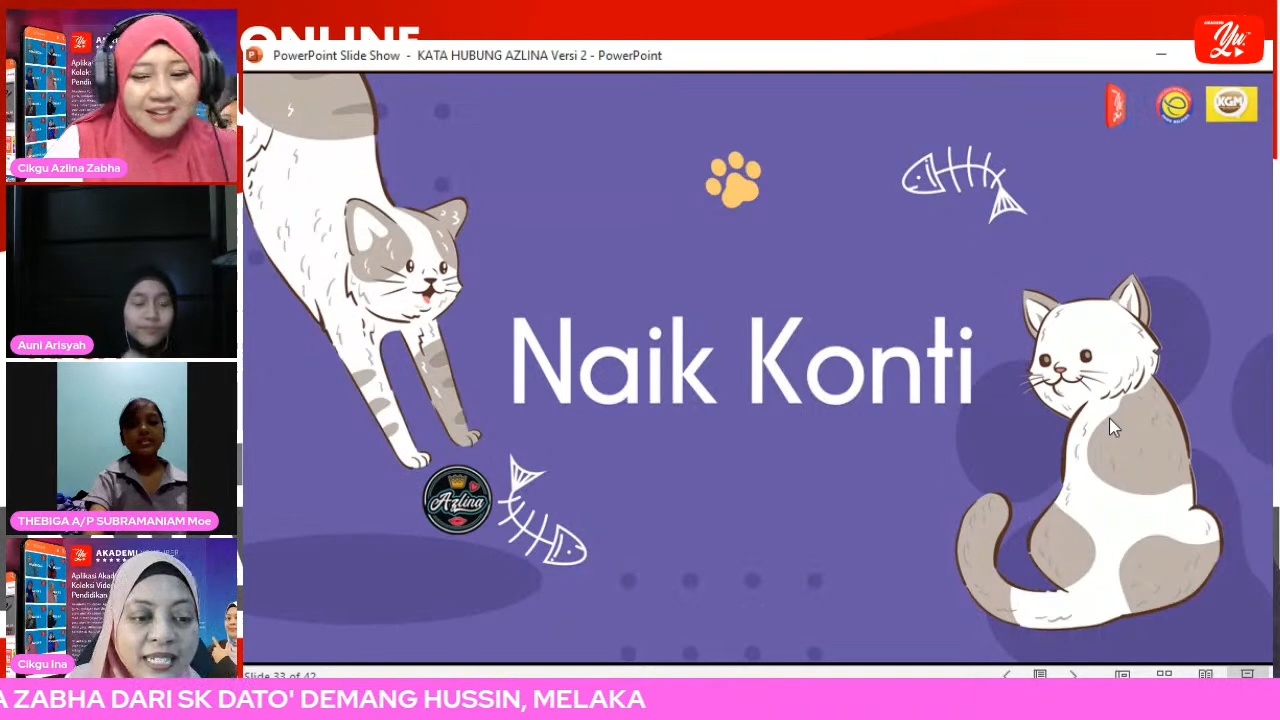 ONLINE
PowerPoint Slide Show - KATA HUBUNG AZLINA Versi 2 - PowerPoint
Yu.
KGM
Cikgu Azlina Zabha
Auni Arisyah
Naik Konti
Azlina
THEBIGA A/P SUBRAMANIAM Moe
AKADEMI
Cikgu Ina
Slide 33 of 42
A ZABHA DARI SK DATO' DEMANG HUSSIN, MELAKA